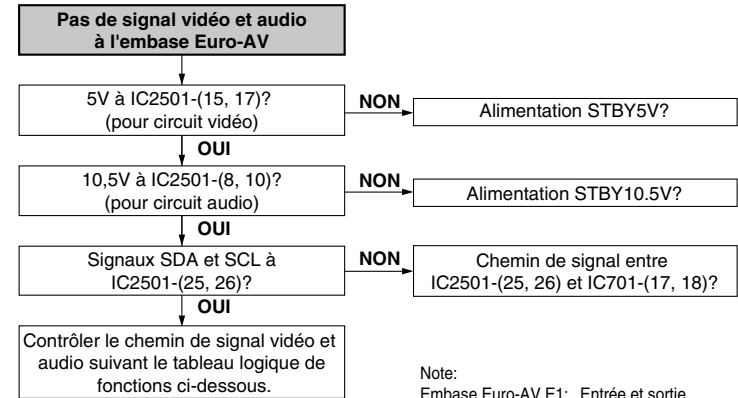 Pas de signal vidéo et audio
à l'embase Euro-AV
5V à IC2501-(15, 17)?
(pour circuit vidéo)
NON
Alimentation STBY5V?
OUI
10,5V à IC2501-(8, 10)?
(pour circuit audio)
NON
Alimentation STBY10.5V?
OUI
Signaux SDA et SCL à
IC2501-(25, 26)?
NON
Chemin de signal entre
IC2501-(25, 26) et IC701-(17, 18)?
OUI
Contrôler le chemin de signal vidéo et
audio suivant le tableau logique de
fonctions ci-dessous.
Note:
Embase Euro-AV E1: Entrée et sortie